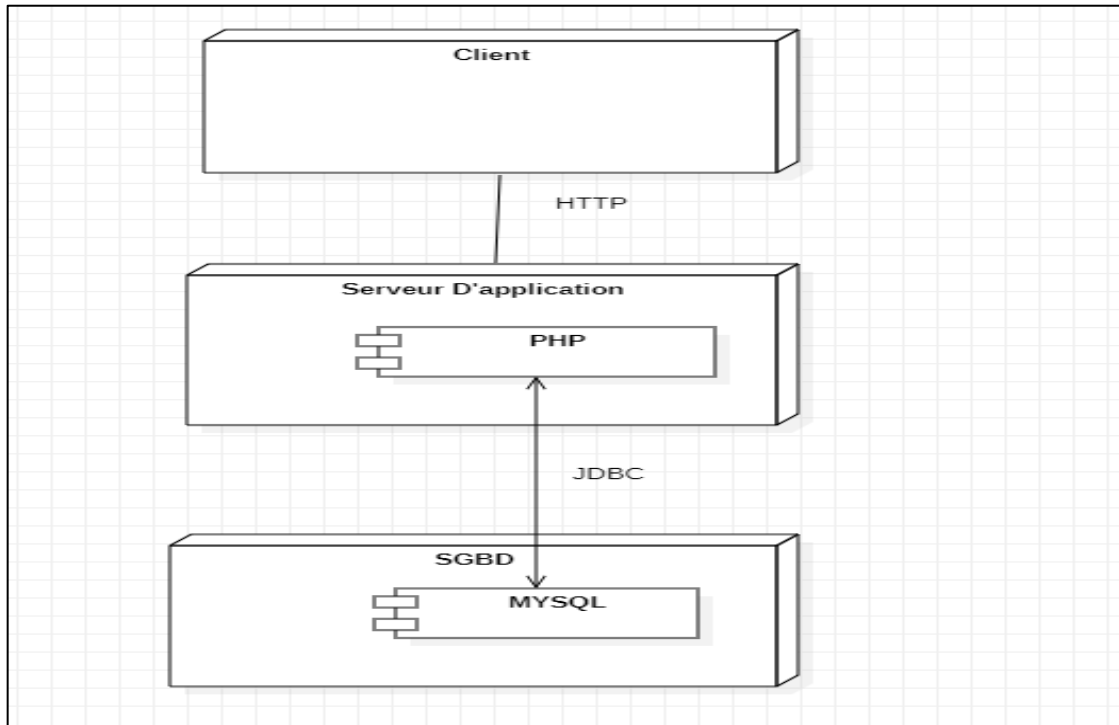 Client
HTTP
Serveur D'application
PHP
JDBC
SGBD
MYSQL